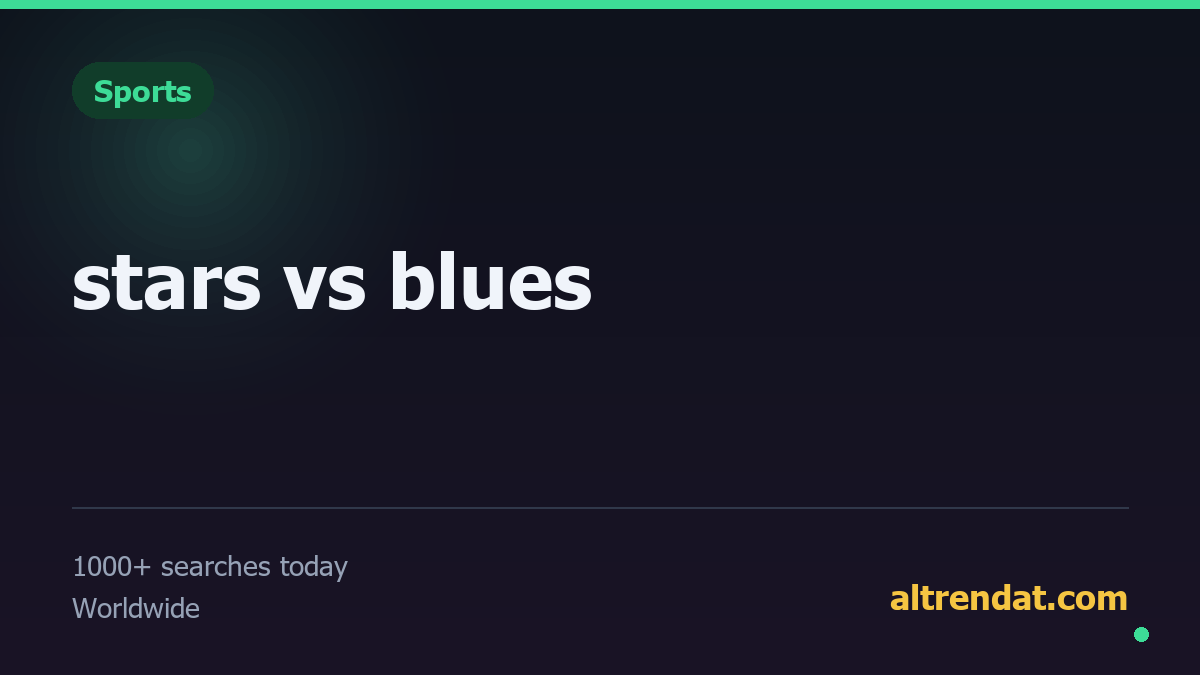 Sports
stars vs blues
1000+ searches today
Worldwide
altrendat.com